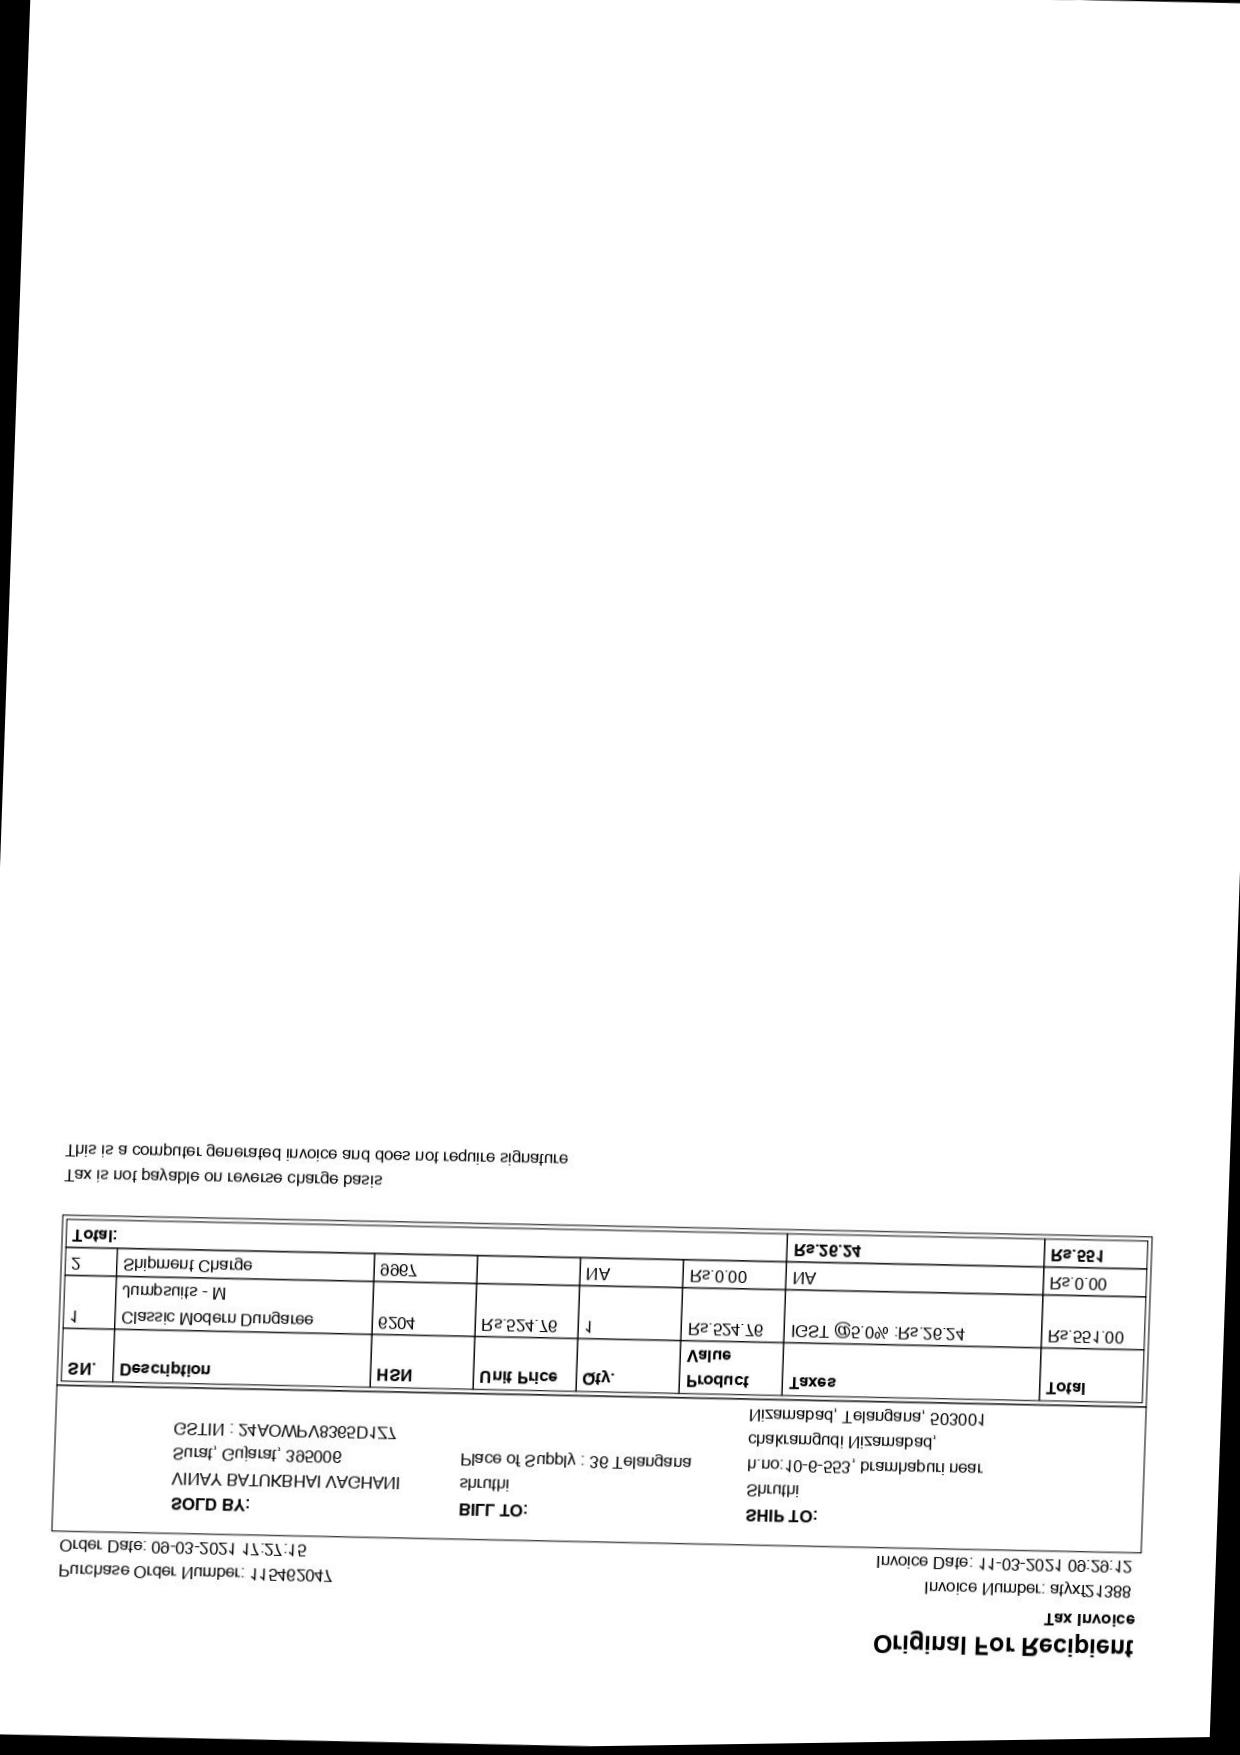 Original For Recipient
Tax Invoice
Purchase Order Number: 115462047
Invoice Number: atyxf21388
Order Date: 09-03-2021 17:27:15
Invoice Date: 11-03-2021 09:29:12
SOLD BY:
VINAY BATUKBHAI VAGHANI
Surat, Gujarat, 395006
GSTIN : 24AOWPV8365D1Z7
BILL TO:
shruthi
Place of Supply : 36 Telangana
SHIP TO:
Shruthi
h.no:10-6-553, bramhapuri near
chakramgudi Nizamabad,
Nizamabad, Telangana, 503001
SN. Description HSN Unit Price Qty. Product Value Taxes Total
1 Classic Modern Dungaree Jumpsuits - M 6204 Rs.524.76 1 Rs.524.76 IGST @5.0% :Rs.26.24 Rs.551.00
2 Shipment Charge 9967 NA Rs.0.00 NA Rs.0.00
Total: Rs.26.24 Rs.551
Tax is not payable on reverse charge basis
This is a computer generated invoice and does not require signature